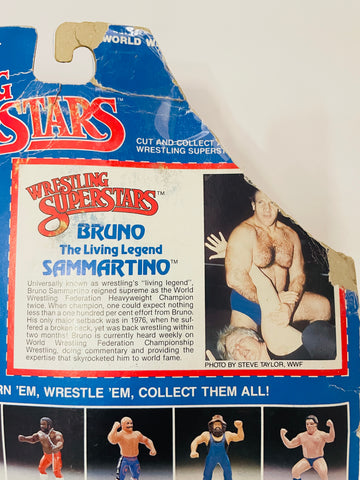 WORLD W
G
STARS™
CUT AND COLLECT A
WRESTLING SUPERST
WRESTLING
SUPERSTARS™
BRUNO
The Living Legend
SAMMARTINO™
Universally known as wrestling's "living legend",
Bruno Sammartino reigned supreme as the World
Wrestling Federation Heavyweight Champion
twice. When champion, one could expect nothing
less than a one hundred per cent effort from Bruno.
His only major setback was in 1976, when he suf-
fered a broken neck, yet was back wrestling within
two months! Bruno is currently heard weekly on
World Wrestling Federation Championship
Wrestling, doing commentary and providing the
expertise that skyrocketed him to world fame.
PHOTO BY STEVE TAYLOR, WWF
RN 'EM, WRESTLE 'EM, COLLECT THEM ALL!